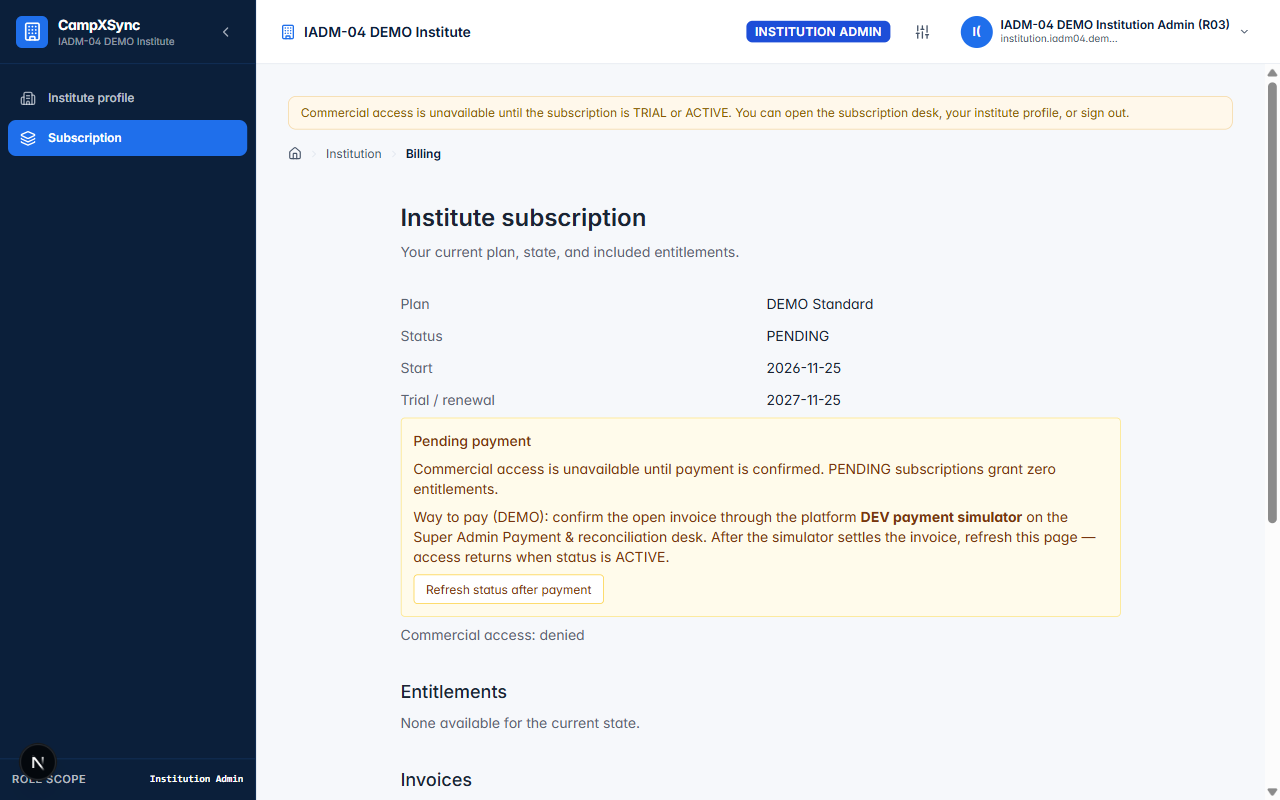 CampXSync
IADM-04 DEMO Institute
Institute profile
Subscription
ROLE SCOPE
Institution Admin
N
IADM-04 DEMO Institute
INSTITUTION ADMIN
I(
IADM-04 DEMO Institution Admin (R03)
institution.iadm04.dem...
Commercial access is unavailable until the subscription is TRIAL or ACTIVE. You can open the subscription desk, your institute profile, or sign out.
Institution
Billing
Institute subscription
Your current plan, state, and included entitlements.
Plan DEMO Standard
Status PENDING
Start 2026-11-25
Trial / renewal 2027-11-25
Pending payment
Commercial access is unavailable until payment is confirmed. PENDING subscriptions grant zero
entitlements.
Way to pay (DEMO): confirm the open invoice through the platform DEV payment simulator on the
Super Admin Payment & reconciliation desk. After the simulator settles the invoice, refresh this page —
access returns when status is ACTIVE.
Refresh status after payment
Commercial access: denied
Entitlements
None available for the current state.
Invoices